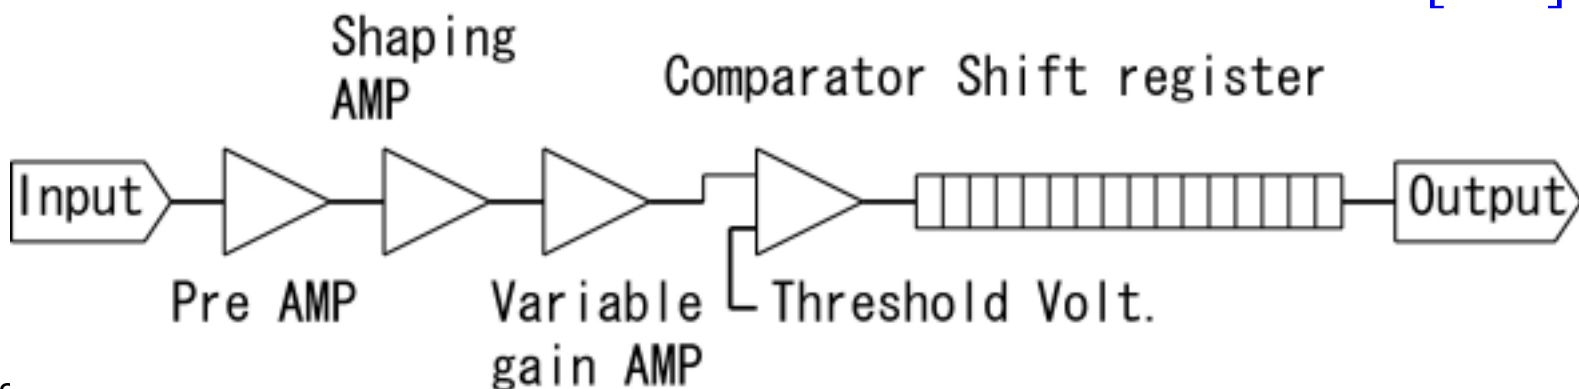 Shaping
AMP
Comparator Shift register
Input
Output
Pre AMP
Variable
gain AMP
Threshold Volt.